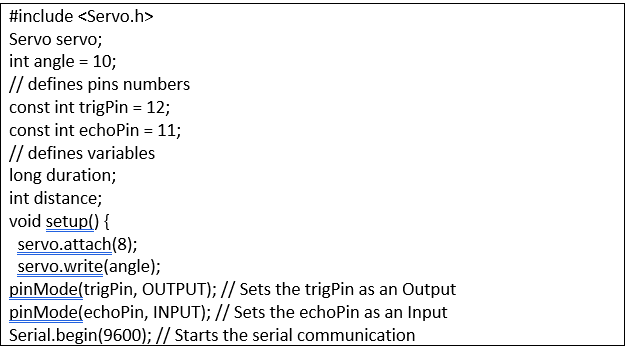 #include <Servo.h>
Servo servo;
int angle = 10;
// defines pins numbers
const int trigPin = 12;
const int echoPin = 11;
// defines variables
long duration;
int distance;
void setup() {
  servo.attach(8);
  servo.write(angle);
pinMode(trigPin, OUTPUT); // Sets the trigPin as an Output
pinMode(echoPin, INPUT); // Sets the echoPin as an Input
Serial.begin(9600); // Starts the serial communication